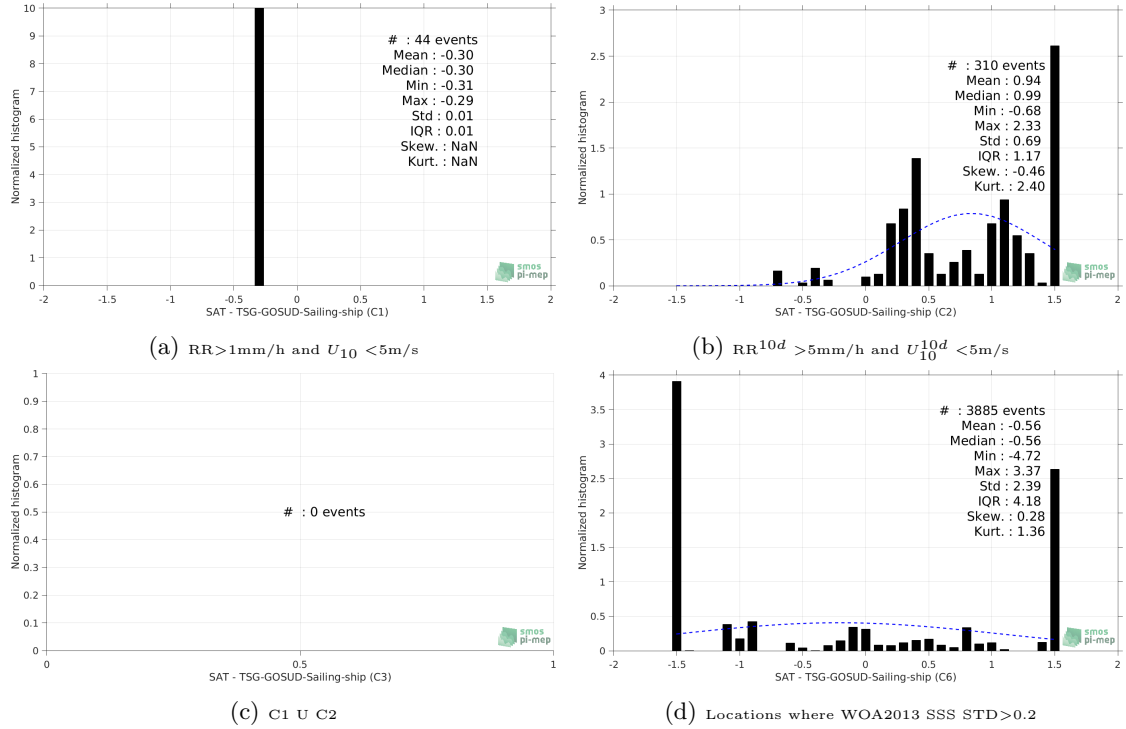 10
9
8
7
6
5
4
3
2
1
0
Normalized histogram
# : 44 events
Mean : -0.30
Median : -0.30
Min : -0.31
Max : -0.29
Std : 0.01
IQR : 0.01
Skew. : NaN
Kurt. : NaN
smos
pi-mep
-2 -1 0 1 2
SAT - TSG-GOSUD-Sailing-ship (C1)
(a) RR>1mm/h and U10 <5m/s
3
2.5
2
1.5
1
0.5
0
Normalized histogram
# : 310 events
Mean : 0.94
Median : 0.99
Min : -0.68
Max : 2.33
Std : 0.69
IQR : 1.17
Skew. : -0.46
Kurt. : 2.40
smos
pi-mep
-2 -1.5 -1 -0.5 0 0.5 1 1.5 2
SAT - TSG-GOSUD-Sailing-ship (C2)
(b) RR10d >5mm/h and U10d10 <5m/s
1
0.9
0.8
0.7
0.6
0.5
0.4
0.3
0.2
0.1
0
Normalized histogram
# : 0 events
smos
pi-mep
0 0.5 1
SAT - TSG-GOSUD-Sailing-ship (C3)
(c) C1 U C2
4
3.5
3
2.5
2
1.5
1
0.5
0
Normalized histogram
# : 3885 events
Mean : -0.56
Median : -0.56
Min : -4.72
Max : 3.37
Std : 2.39
IQR : 4.18
Skew. : 0.28
Kurt. : 1.36
smos
pi-mep
-2 -1.5 -1 -0.5 0 0.5 1 1.5 2
SAT - TSG-GOSUD-Sailing-ship (C6)
(d) Locations where WOA2013 SSS STD>0.2